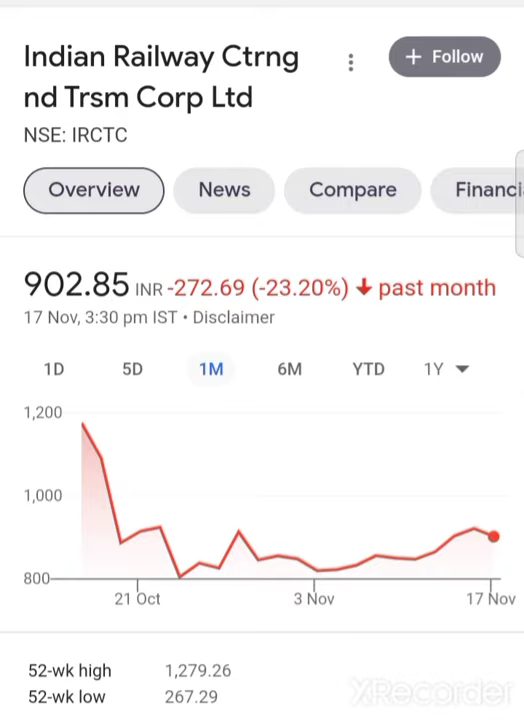 Indian Railway Ctrng
nd Trsm Corp Ltd
+ Follow
NSE: IRCTC
Overview News Compare Financi
902.85 INR -272.69 (-23.20%) ↓ past month
17 Nov, 3:30 pm IST • Disclaimer
1D 5D 1M 6M YTD 1Y
1,200
1,000
800
21 Oct 3 Nov 17 Nov
52-wk high 1,279.26
52-wk low 267.29
XRecorder